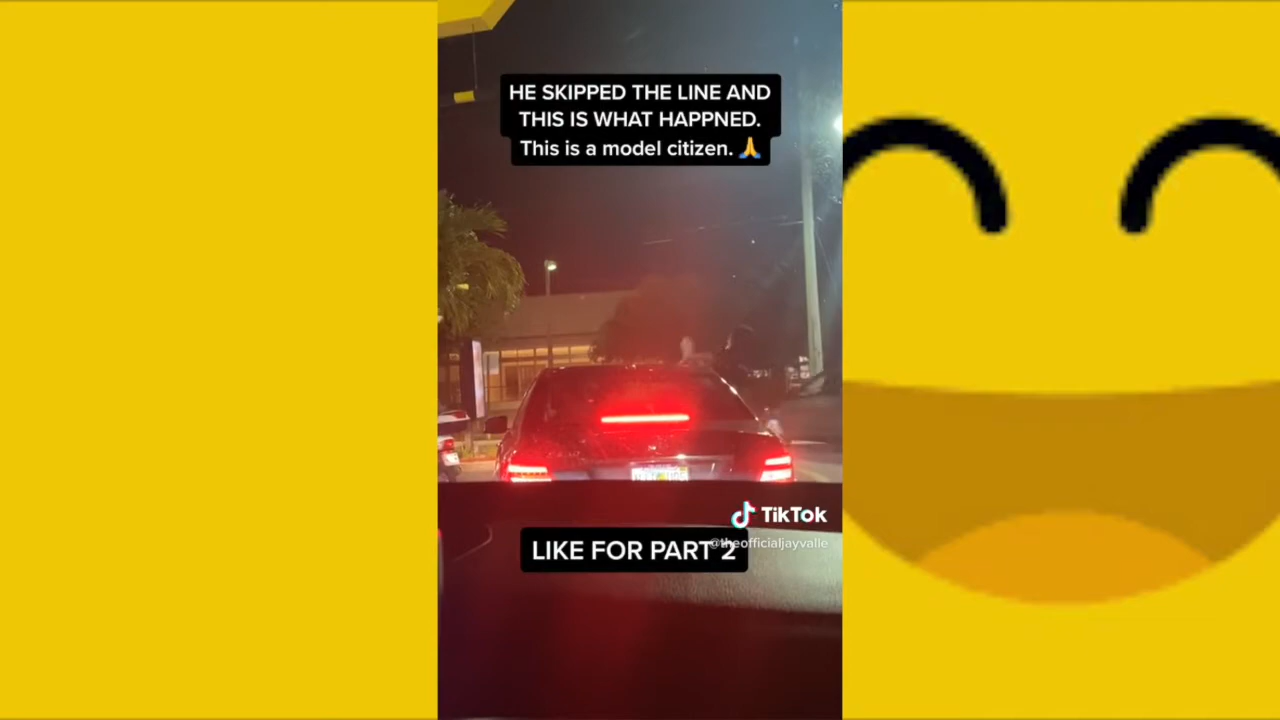 HE SKIPPED THE LINE AND
THIS IS WHAT HAPPNED.
This is a model citizen. 🙏
TikTok
@theofficialjayvalle
LIKE FOR PART 2